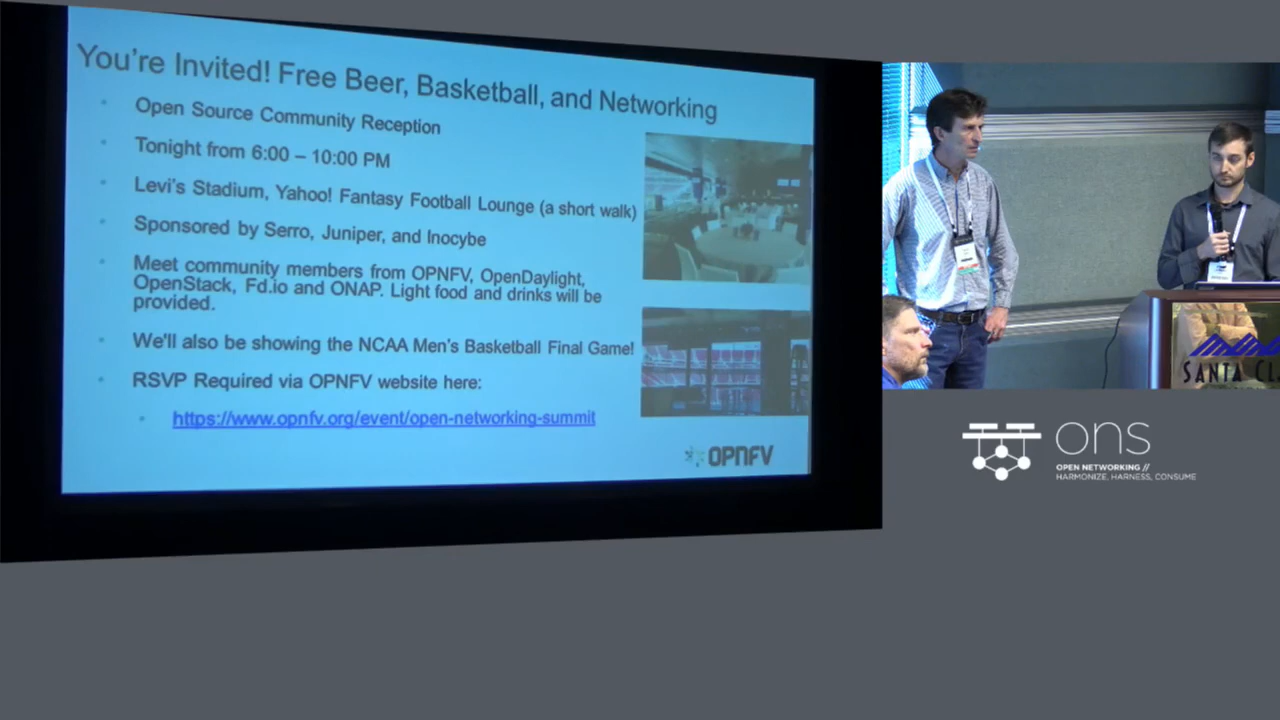 You're Invited! Free Beer, Basketball, and Networking
Open Source Community Reception
Tonight from 6:00 – 10:00 PM
Levi's Stadium, Yahoo! Fantasy Football Lounge (a short walk)
Sponsored by Serro, Juniper, and Inocybe
Meet community members from OPNFV, OpenDaylight,
OpenStack, Fd.io and ONAP. Light food and drinks will be
provided.
We'll also be showing the NCAA Men's Basketball Final Game!
RSVP Required via OPNFV website here:
https://www.opnfv.org/event/open-networking-summit
OPNFV
SANTA CL
ons
OPEN NETWORKING //
HARMONIZE, HARNESS, CONSUME